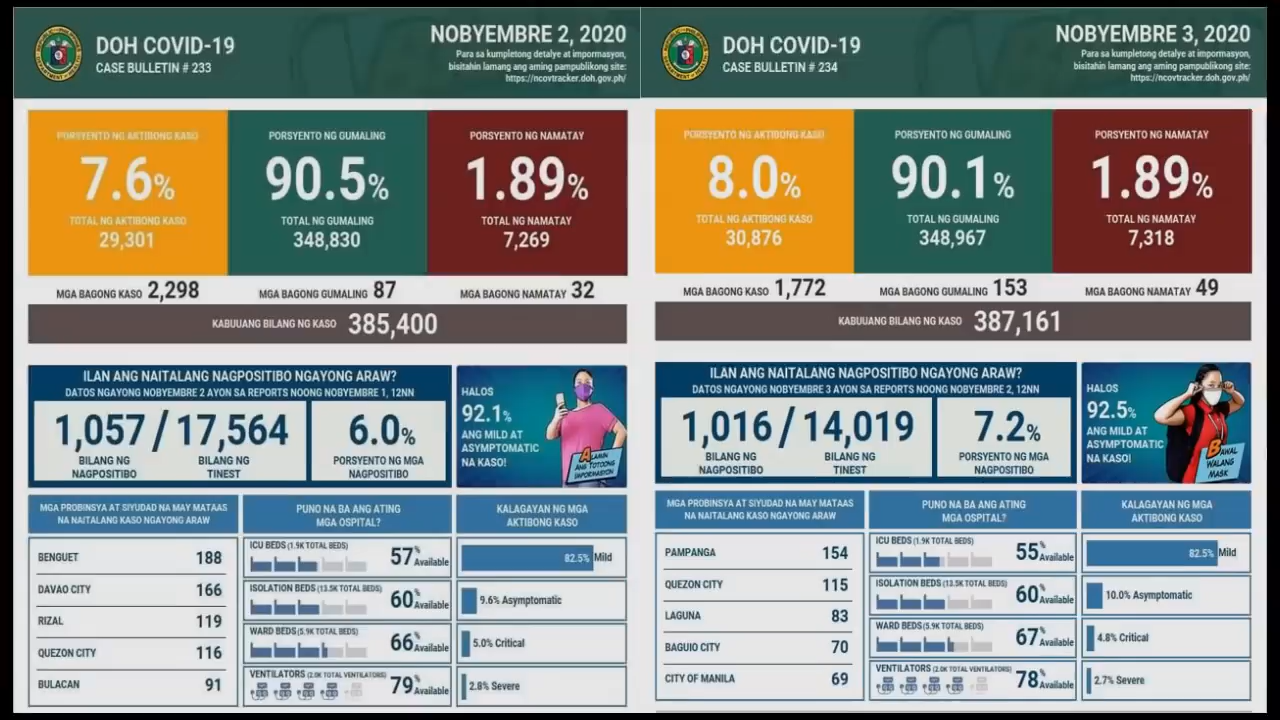 DOH COVID-19
CASE BULLETIN # 233
NOBYEMBRE 2, 2020
Para sa kumpletong detalye at impormasyon,
bisitahin lamang ang aming pampublikong site:
https://ncovtracker.doh.gov.ph/
PORSYENTO NG AKTIBONG KASO
7.6%
TOTAL NG AKTIBONG KASO
29,301
PORSYENTO NG GUMALING
90.5%
TOTAL NG GUMALING
348,830
PORSYENTO NG NAMATAY
1.89%
TOTAL NG NAMATAY
7,269
MGA BAGONG KASO 2,298
MGA BAGONG GUMALING 87
MGA BAGONG NAMATAY 32
KABUUANG BILANG NG KASO 385,400
ILAN ANG NAITALANG NAGPOSITIBO NGAYONG ARAW?
DATOS NGAYONG NOBYEMBRE 2 AYON SA REPORTS NOONG NOBYEMBRE 1, 12NN
1,057 / 17,564
BILANG NG
NAGPOSITIBO
BILANG NG
TINEST
6.0%
PORSYENTO NG MGA
NAGPOSITIBO
HALOS
92.1%
ANG MILD AT
ASYMPTOMATIC
NA KASO!
ALAMIN
ANG TOTOONG
IMPORMASYON
MGA PROBINSYA AT SIYUDAD NA MAY MATAAS
NA NAITALANG KASO NGAYONG ARAW
BENGUET 188
DAVAO CITY 166
RIZAL 119
QUEZON CITY 116
BULACAN 91
PUNO NA BA ANG ATING
MGA OSPITAL?
ICU BEDS (1.9K TOTAL BEDS)
57% Available
ISOLATION BEDS (13.5K TOTAL BEDS)
60% Available
WARD BEDS (5.9K TOTAL BEDS)
66% Available
VENTILATORS (2.0K TOTAL VENTILATORS)
79% Available
KALAGAYAN NG MGA
AKTIBONG KASO
82.5% Mild
9.6% Asymptomatic
5.0% Critical
2.8% Severe
DOH COVID-19
CASE BULLETIN # 234
NOBYEMBRE 3, 2020
Para sa kumpletong detalye at impormasyon,
bisitahin lamang ang aming pampublikong site:
https://ncovtracker.doh.gov.ph/
PORSYENTO NG AKTIBONG KASO
8.0%
TOTAL NG AKTIBONG KASO
30,876
PORSYENTO NG GUMALING
90.1%
TOTAL NG GUMALING
348,967
PORSYENTO NG NAMATAY
1.89%
TOTAL NG NAMATAY
7,318
MGA BAGONG KASO 1,772
MGA BAGONG GUMALING 153
MGA BAGONG NAMATAY 49
KABUUANG BILANG NG KASO 387,161
ILAN ANG NAITALANG NAGPOSITIBO NGAYONG ARAW?
DATOS NGAYONG NOBYEMBRE 3 AYON SA REPORTS NOONG NOBYEMBRE 2, 12NN
1,016 / 14,019
BILANG NG
NAGPOSITIBO
BILANG NG
TINEST
7.2%
PORSYENTO NG MGA
NAGPOSITIBO
HALOS
92.5%
ANG MILD AT
ASYMPTOMATIC
NA KASO!
BAWAL
WALANG
MASK
MGA PROBINSYA AT SIYUDAD NA MAY MATAAS
NA NAITALANG KASO NGAYONG ARAW
PAMPANGA 154
QUEZON CITY 115
LAGUNA 83
BAGUIO CITY 70
CITY OF MANILA 69
PUNO NA BA ANG ATING
MGA OSPITAL?
ICU BEDS (1.9K TOTAL BEDS)
55% Available
ISOLATION BEDS (13.5K TOTAL BEDS)
60% Available
WARD BEDS (5.9K TOTAL BEDS)
67% Available
VENTILATORS (2.0K TOTAL VENTILATORS)
78% Available
KALAGAYAN NG MGA
AKTIBONG KASO
82.5% Mild
10.0% Asymptomatic
4.8% Critical
2.7% Severe